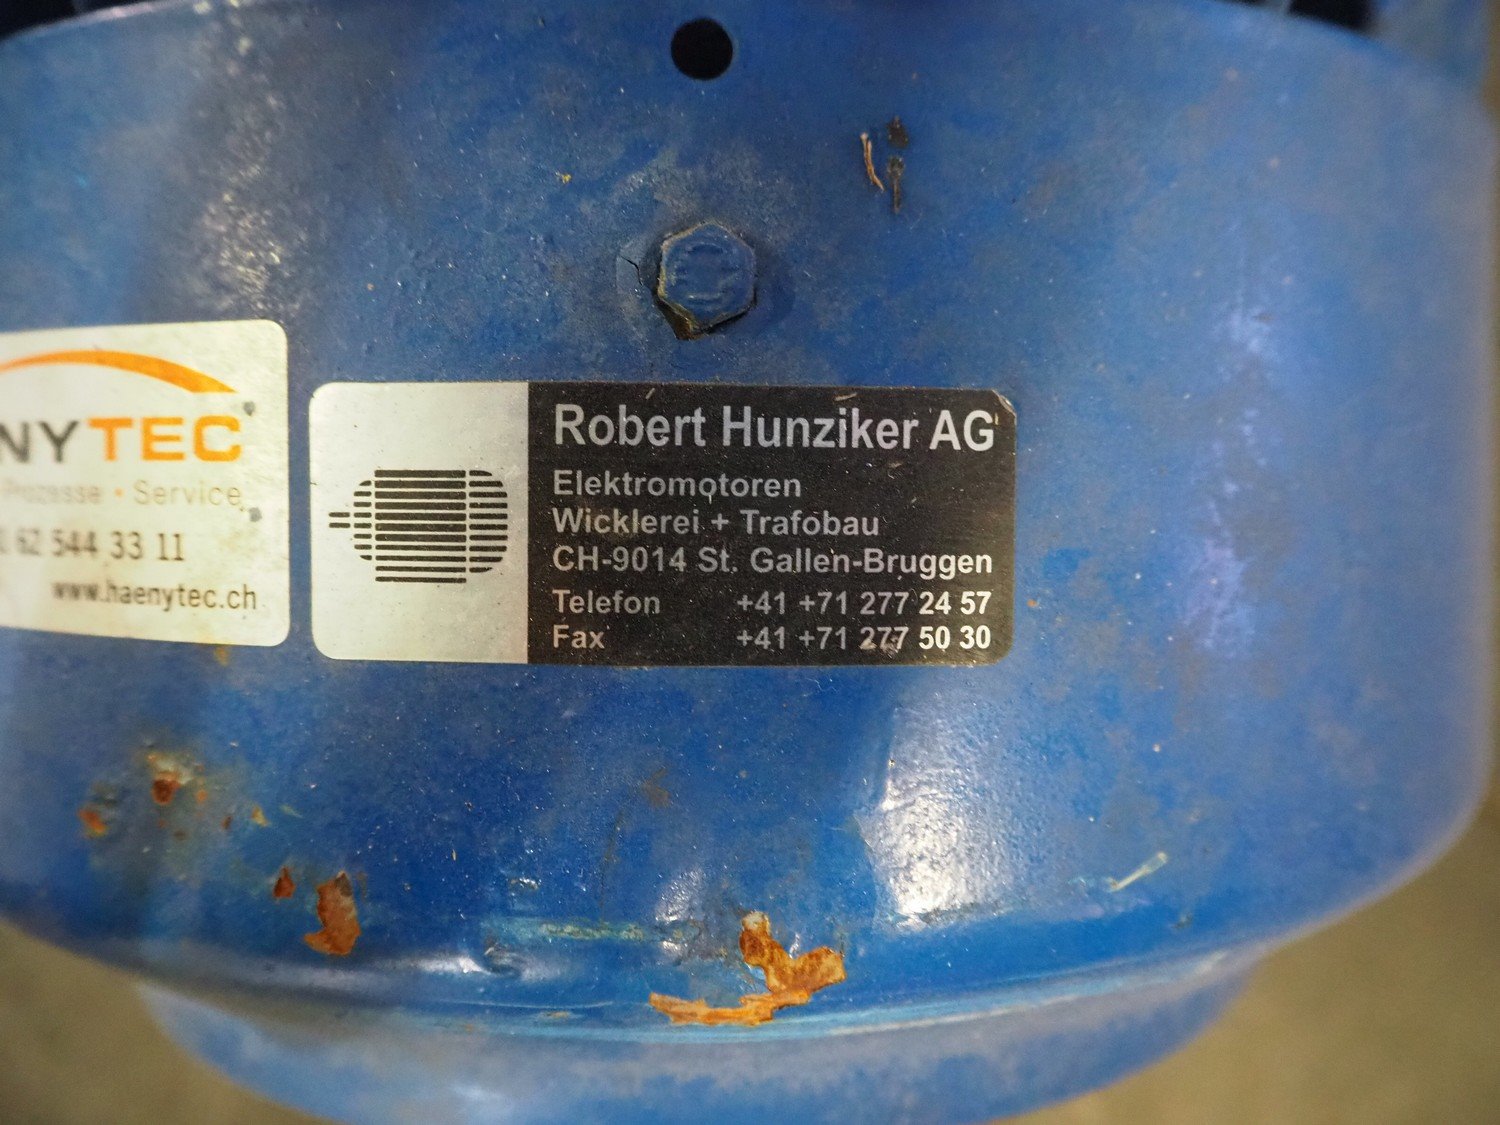 NYTEC
Prozesse • Service
62 544 33 11
www.haenytec.ch
Robert Hunziker AG
Elektromotoren
Wicklerei + Trafobau
CH-9014 St. Gallen-Bruggen
Telefon +41 +71 277 24 57
Fax +41 +71 277 50 30